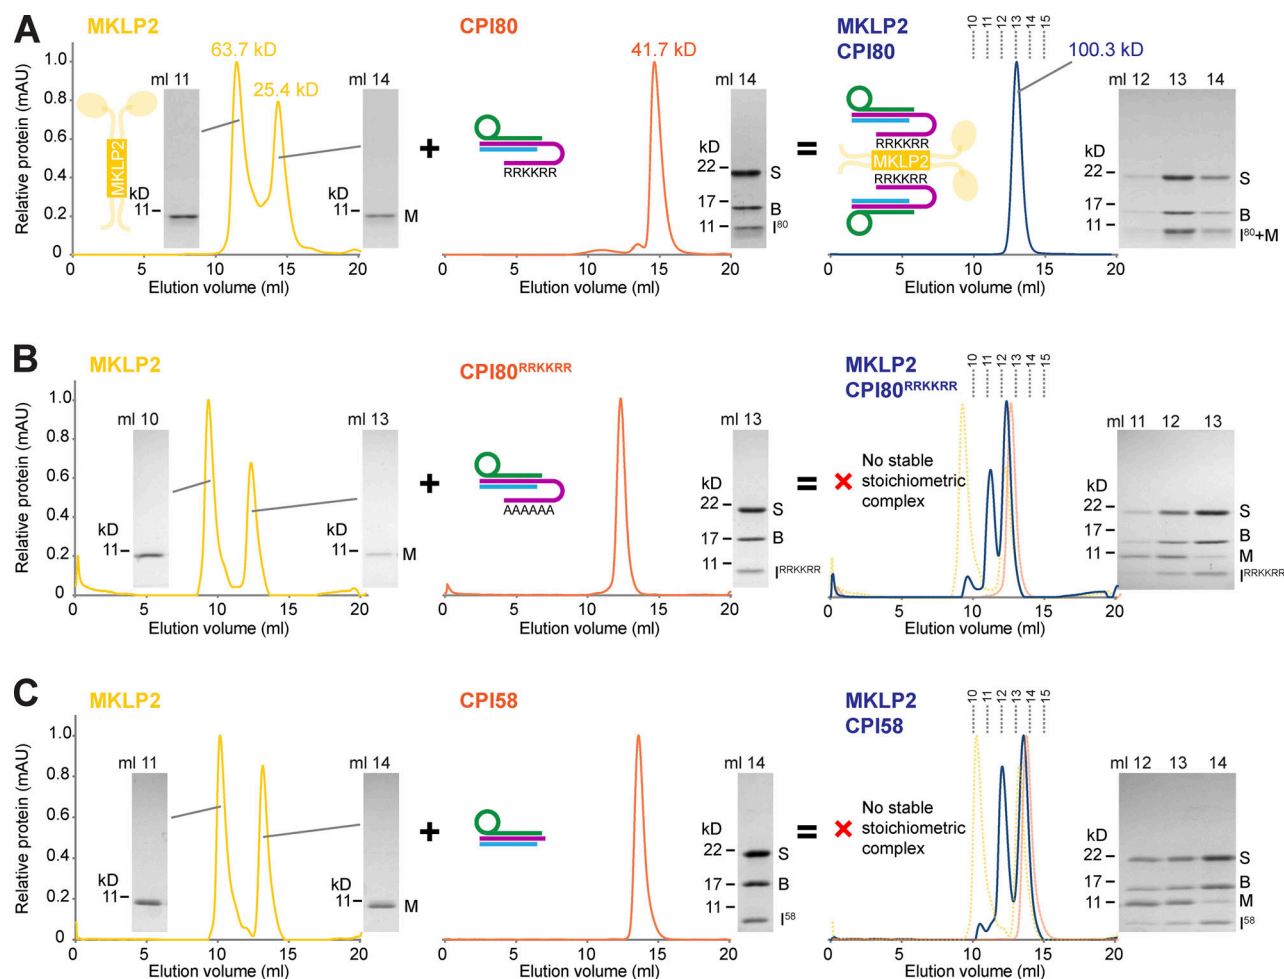 A
MKLP2
63.7 kD
25.4 kD
ml 11
ml 14
MKLP2
kD
11
kD
11
M
Relative protein (mAU)
1.0
0.8
0.6
0.4
0.2
0
0 5 10 15 20
Elution volume (ml)
+
CPI80
41.7 kD
RRKKRR
ml 14
kD
22
17
11
S
B
I80
0 5 10 15 20
Elution volume (ml)
=
MKLP2
CPI80
10 11 12 13 14 15
100.3 kD
RRKKRR
MKLP2
RRKKRR
ml 12 13 14
kD
22
17
11
S
B
I80+M
0 5 10 15 20
Elution volume (ml)
B
MKLP2
ml 10
ml 13
kD
11
kD
11
M
Relative protein (mAU)
1.0
0.8
0.6
0.4
0.2
0
0 5 10 15 20
Elution volume (ml)
+
CPI80RRKKRR
AAAAAA
ml 13
kD
22
17
11
S
B
IRRKKRR
0 5 10 15 20
Elution volume (ml)
=
MKLP2
CPI80RRKKRR
10 11 12 13 14 15
No stable
stoichiometric
complex
ml 11 12 13
kD
22
17
11
S
B
M
IRRKKRR
0 5 10 15 20
Elution volume (ml)
C
MKLP2
ml 11
ml 14
kD
11
kD
11
M
Relative protein (mAU)
1.0
0.8
0.6
0.4
0.2
0
0 5 10 15 20
Elution volume (ml)
+
CPI58
ml 14
kD
22
17
11
S
B
I58
0 5 10 15 20
Elution volume (ml)
=
MKLP2
CPI58
10 11 12 13 14 15
No stable
stoichiometric
complex
ml 12 13 14
kD
22
17
11
S
B
M
I58
0 5 10 15 20
Elution volume (ml)